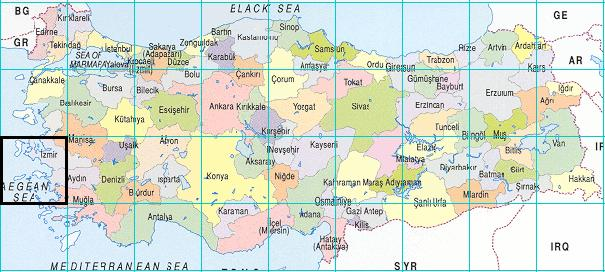 BG
ELACK SEA
GE
Kırklareli
Edirne
Sinop
Bartın
Kastamonu
Zonguldak
Samsun
Rize
Artvin
Ardahan
GR
Tekirdağ
İstanbul
Sakarya
(Adapazarı)
Karabük
SEA OF
MARMARA
Yalova
Kocaeli
(İzmit)
Düzce
Amasya
Ordu
Giresun
Trabzon
Kars
AR
Bolu
Çankırı
Çorum
Tokat
Gümüşhane
Bayburt
Çanakkale
Bursa
Bilecik
Iğdır
Erzurum
Ağrı
Balıkesir
Eskişehir
Ankara
Kırıkkale
Yozgat
Sivas
Erzincan
Kütahya
Kırşehir
Tunceli
Bingöl
Muş
Manisa
Uşak
Afron
Nevşehir
Kayseri
Elazığ
Bitlis
Van
İzmir
Aksaray
Malatya
Diyarbakır
Siirt
Batman
Aydın
Denizli
Isparta
Konya
Niğde
Kahraman Maraş
Adıyaman
Şırnak
Hakkarı
AEGEAN
SEA
Burdur
Mardin
Muğla
Osmaniye
Şanlı Urfa
Antalya
Karaman
Adana
Gazi Antep
İçel
(Mersin)
Kilis
Hatay
(Antakya)
IRQ
MEDITERRANEAN SEA
SYR